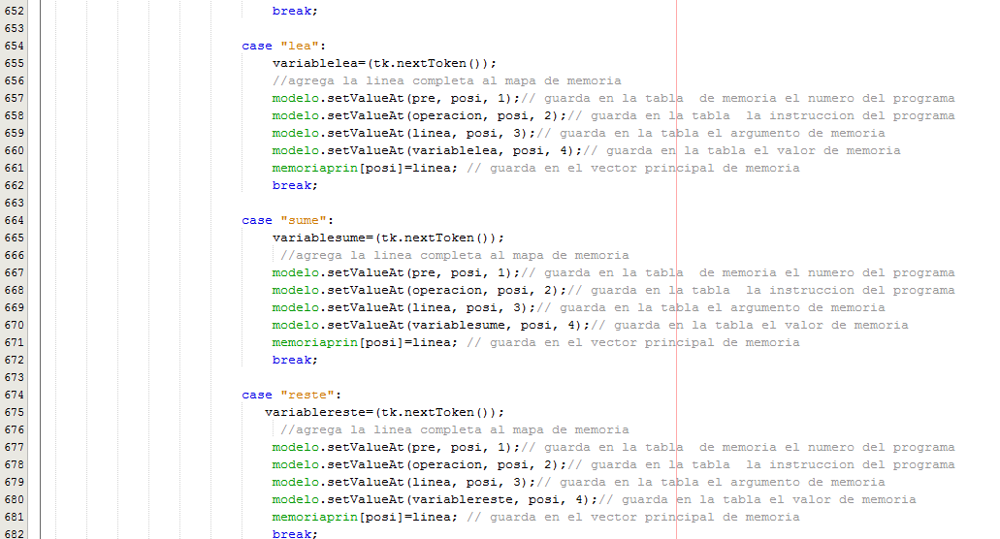 652 break;
653
654 case "lea":
655 variablelea=(tk.nextToken());
656 //agrega la linea completa al mapa de memoria
657 modelo.setValueAt(pre, posi, 1);// guarda en la tabla  de memoria el numero del programa
658 modelo.setValueAt(operacion, posi, 2);// guarda en la tabla  la instruccion del programa
659 modelo.setValueAt(linea, posi, 3);// guarda en la tabla el argumento de memoria
660 modelo.setValueAt(variablelea, posi, 4);// guarda en la tabla el valor de memoria
661 memoriaprin[posi]=linea; // guarda en el vector principal de memoria
662 break;
663
664 case "sume":
665 variablesume=(tk.nextToken());
666 //agrega la linea completa al mapa de memoria
667 modelo.setValueAt(pre, posi, 1);// guarda en la tabla  de memoria el numero del programa
668 modelo.setValueAt(operacion, posi, 2);// guarda en la tabla  la instruccion del programa
669 modelo.setValueAt(linea, posi, 3);// guarda en la tabla el argumento de memoria
670 modelo.setValueAt(variablesume, posi, 4);// guarda en la tabla el valor de memoria
671 memoriaprin[posi]=linea; // guarda en el vector principal de memoria
672 break;
673
674 case "reste":
675 variablereste=(tk.nextToken());
676 //agrega la linea completa al mapa de memoria
677 modelo.setValueAt(pre, posi, 1);// guarda en la tabla  de memoria el numero del programa
678 modelo.setValueAt(operacion, posi, 2);// guarda en la tabla  la instruccion del programa
679 modelo.setValueAt(linea, posi, 3);// guarda en la tabla el argumento de memoria
680 modelo.setValueAt(variablereste, posi, 4);// guarda en la tabla el valor de memoria
681 memoriaprin[posi]=linea; // guarda en el vector principal de memoria
682 break;